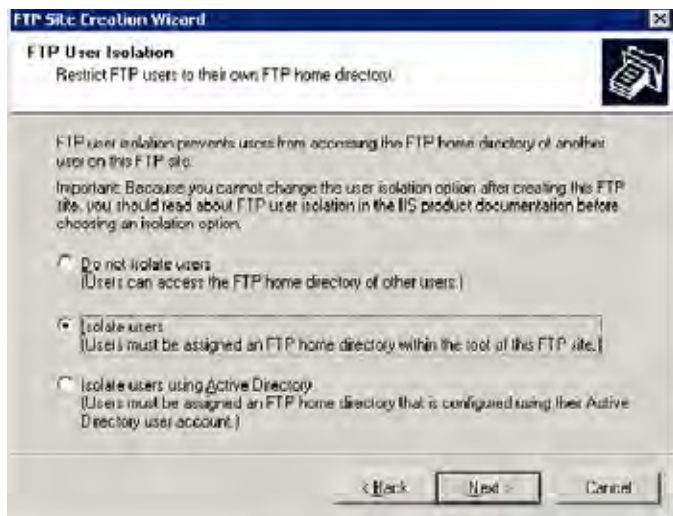 FTP Site Creation Wizard
FTP User Isolation
Restrict FTP users to their own FTP home directory.
FTP user isolation prevents users from accessing the FTP home directory of another
user on this FTP site.
Important: Because you cannot change the user isolation option after creating this FTP
site, you should read about FTP user isolation in the IIS product documentation before
choosing an isolation option.
Do not isolate users
(Users can access the FTP home directory of other users.)
Isolate users
(Users must be assigned an FTP home directory within the root of this FTP site.)
Isolate users using Active Directory
(Users must be assigned an FTP home directory that is configured using their Active
Directory user account.)
< Back Next > Cancel